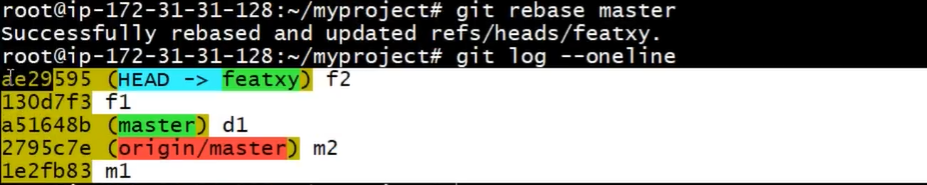 root@ip-172-31-31-128:~/myproject# git rebase master
Successfully rebased and updated refs/heads/featxy.
root@ip-172-31-31-128:~/myproject# git log --oneline
ae29595 (HEAD -> featxy) f2
130d7f3 f1
a51648b (master) d1
2795c7e (origin/master) m2
1e2fb83 m1